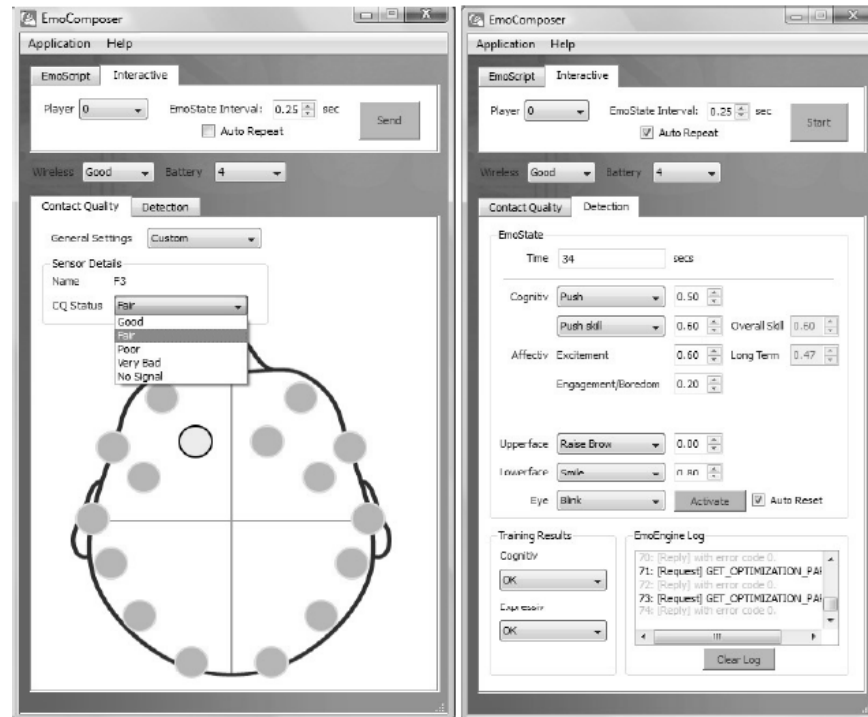 EmoComposer
Application Help
EmoScript Interactive
Player 0 EmoState Interval: 0.25 sec
Auto Repeat
Send
Wireless Good Battery 4
Contact Quality Detection
General Settings Custom
Sensor Details
Name F3
CQ Status Fair
Good
Fair
Poor
Very Bad
No Signal
EmoComposer
Application Help
EmoScript Interactive
Player 0 EmoState Interval: 0.25 sec
Auto Repeat
Start
Wireless Good Battery 4
Contact Quality Detection
EmoState
Time 34 secs
Cognitiv Push 0.50
Push skill 0.60 Overall Skill 0.60
Affectiv Excitement 0.60 Long Term 0.47
Engagement/Boredom 0.20
Upperface Raise Brow 0.00
Lowerface Smile 0.80
Eye Blink Activate Auto Reset
Training Results
Cognitiv
OK
Expressiv
OK
EmoEngine Log
70: [Reply] with error code 0.
71: [Request] GET_OPTIMIZATION_PAR
72: [Reply] with error code 0.
73: [Request] GET_OPTIMIZATION_PAR
74: [Reply] with error code 0.
Clear Log